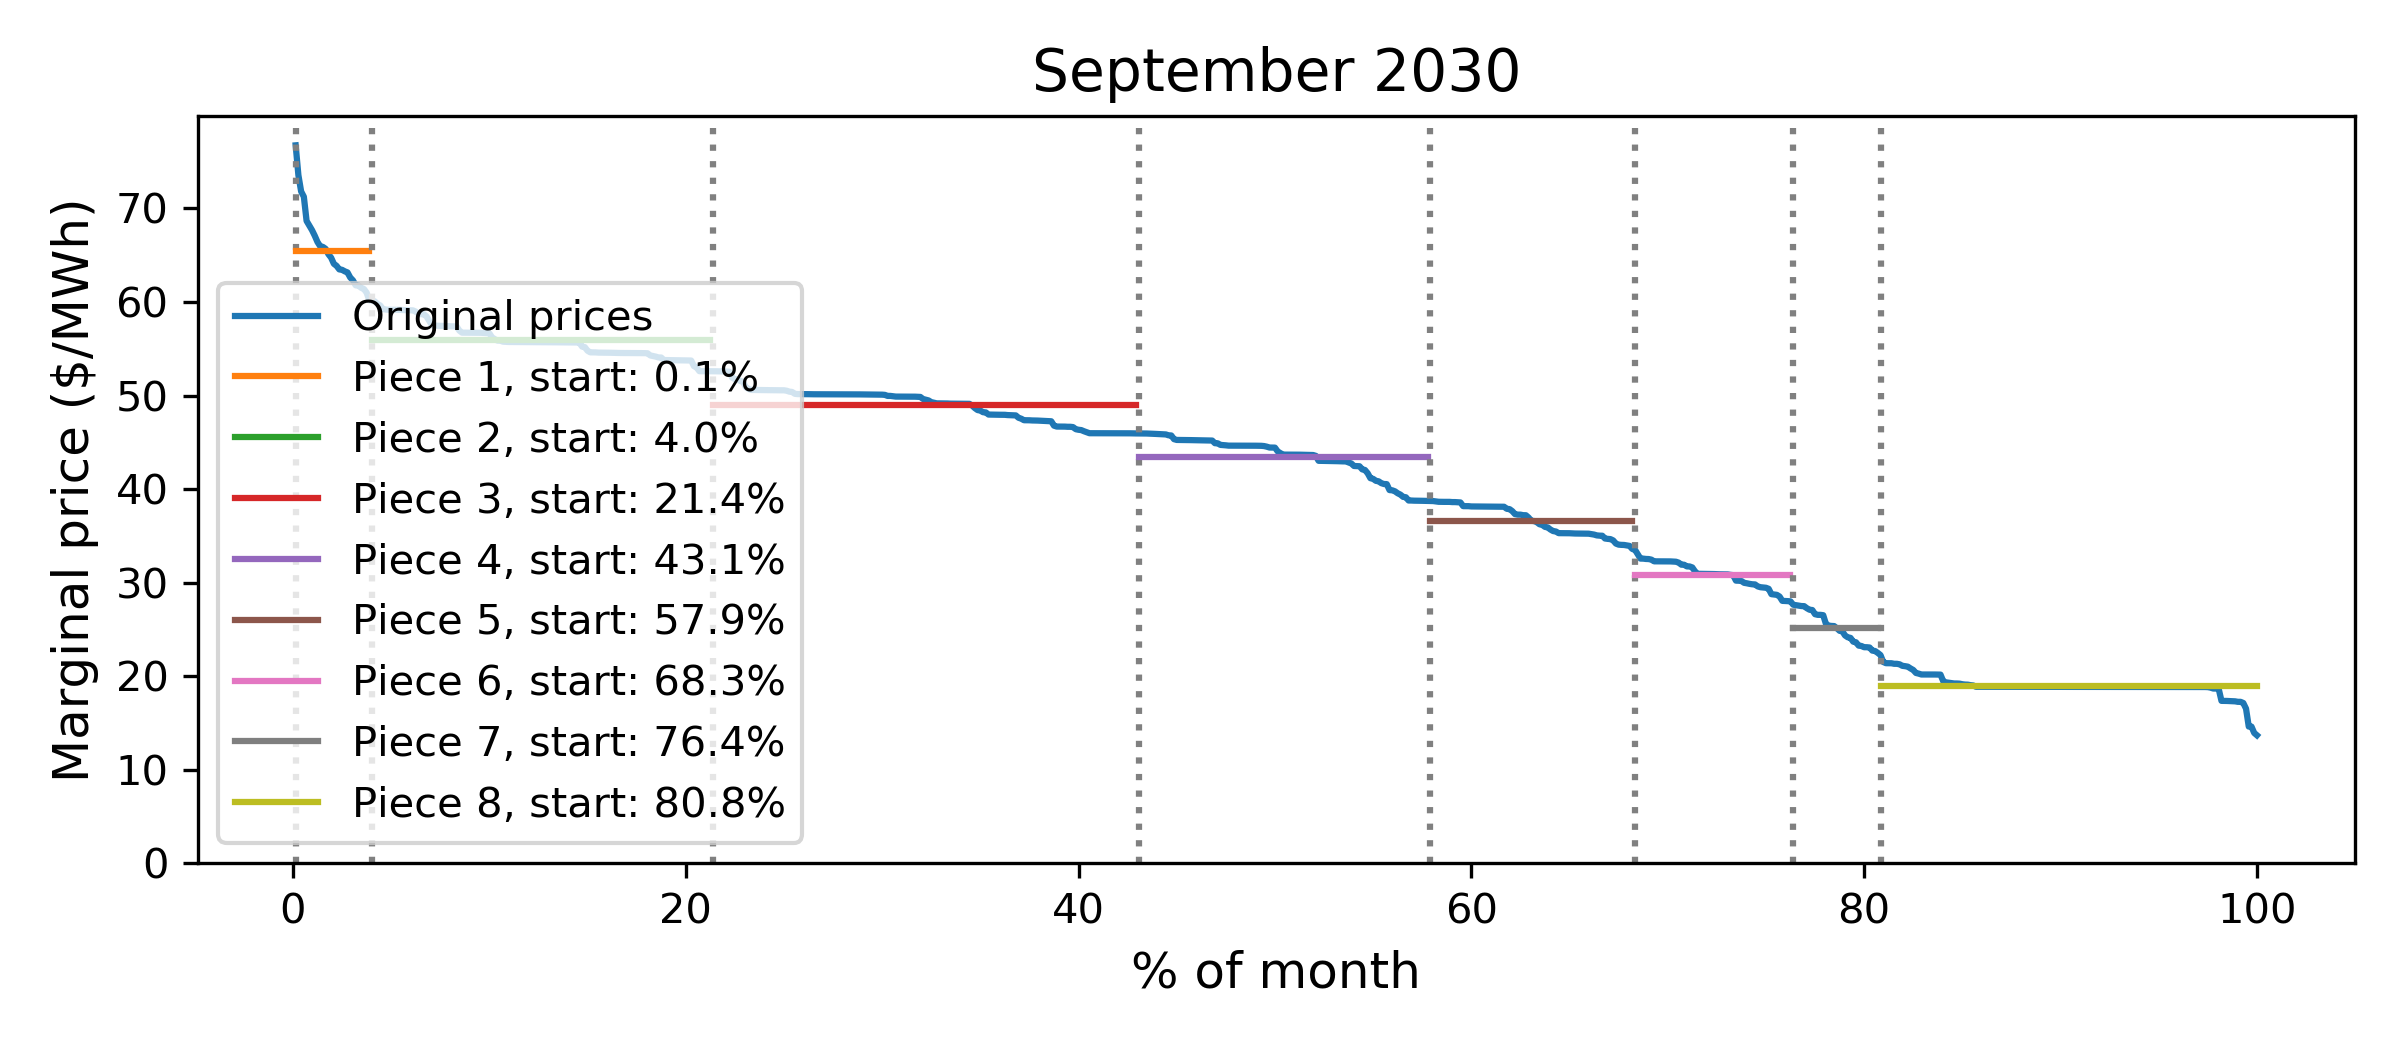 September 2030
Marginal price ($/MWh)
70
60
50
40
30
20
10
0
Original prices
Piece 1, start: 0.1%
Piece 2, start: 4.0%
Piece 3, start: 21.4%
Piece 4, start: 43.1%
Piece 5, start: 57.9%
Piece 6, start: 68.3%
Piece 7, start: 76.4%
Piece 8, start: 80.8%
0 20 40 60 80 100
% of month